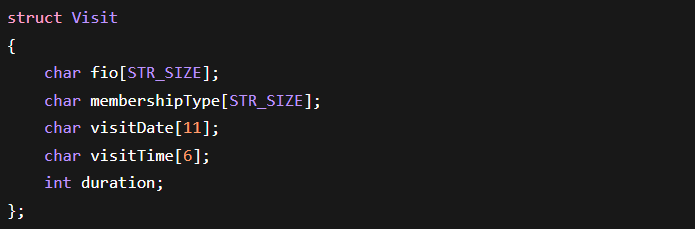 struct Visit
{
    char fio[STR_SIZE];
    char membershipType[STR_SIZE];
    char visitDate[11];
    char visitTime[6];
    int duration;
};